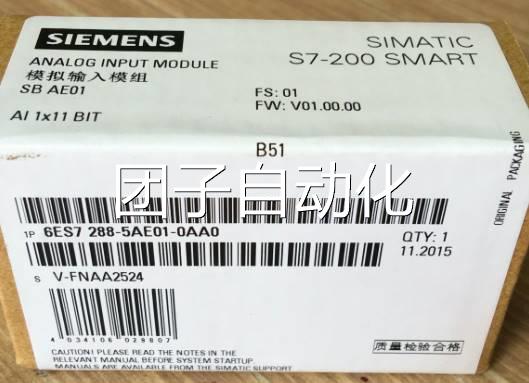 SIEMENS
SIMATIC
S7-200 SMART
ANALOG INPUT MODULE
模拟输入模组
SB AE01
AI 1x11 BIT
FS: 01
FW: V01.00.00
B51
ORIGINAL PACKAGING
团子自动化
1P 6ES7 288-5AE01-0AA0
QTY: 1
11.2015
S V-FNAA2524
4 034106 029807
质量检验合格
CAUTION! PLEASE READ THE NOTES IN THE
RELEVANT MANUAL BEFORE SYSTEM STARTUP.
MANUALS ARE AVAILABLE FROM THE SIMATIC SUPPORT